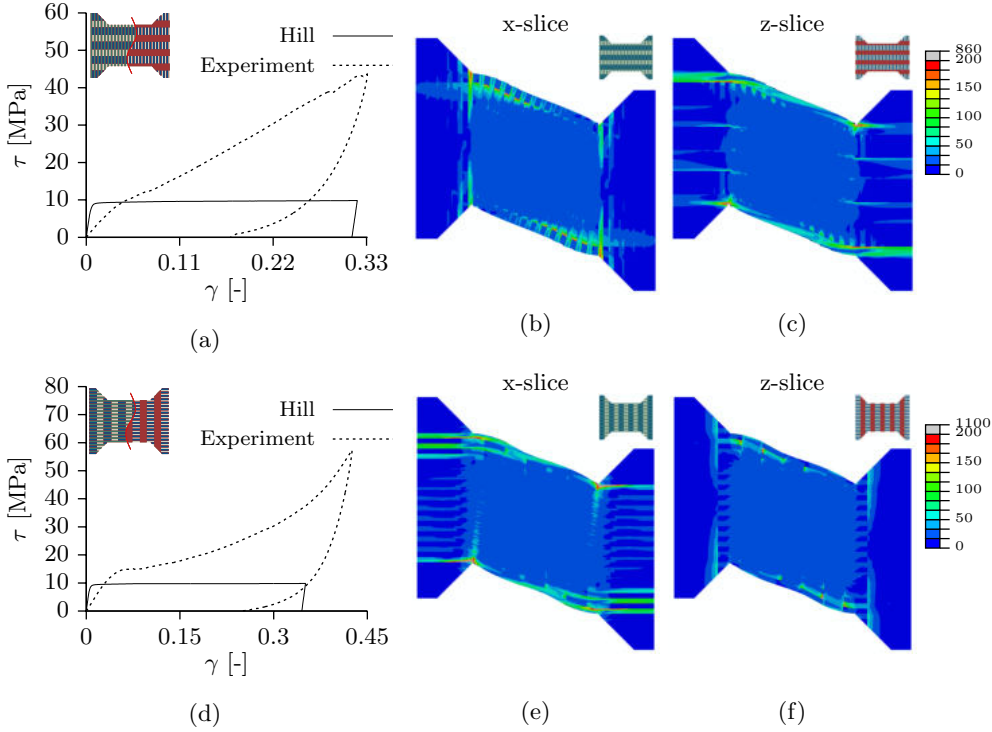 60
50
40
30
20
10
0
τ [MPa]
Hill
Experiment
0
0.11
0.22
0.33
γ [-]
(a)
x-slice
(b)
z-slice
(c)
860
200
150
100
50
0
80
70
60
50
40
30
20
10
0
τ [MPa]
Hill
Experiment
0
0.15
0.3
0.45
γ [-]
(d)
x-slice
(e)
z-slice
(f)
1100
200
150
100
50
0